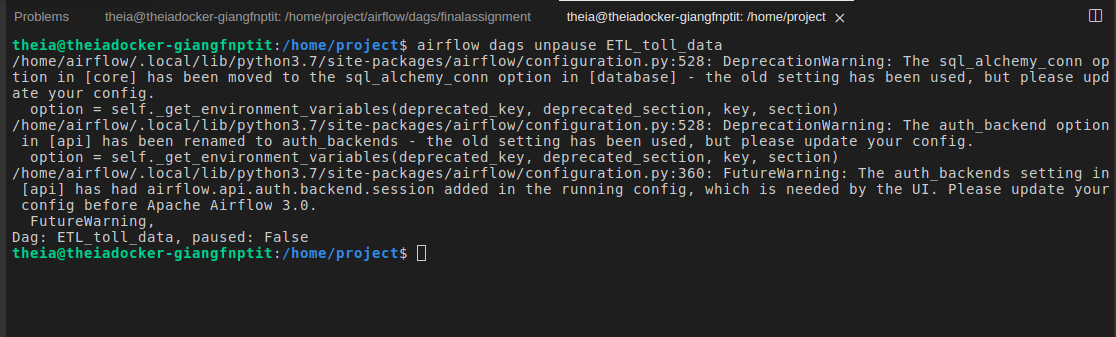 Problems theia@theiadocker-giangfnptit: /home/project/airflow/dags/finalassignment theia@theiadocker-giangfnptit: /home/project ×
theia@theiadocker-giangfnptit:/home/project$ airflow dags unpause ETL_toll_data
/home/airflow/.local/lib/python3.7/site-packages/airflow/configuration.py:528: DeprecationWarning: The sql_alchemy_conn op
tion in [core] has been moved to the sql_alchemy_conn option in [database] - the old setting has been used, but please upd
ate your config.
  option = self._get_environment_variables(deprecated_key, deprecated_section, key, section)
/home/airflow/.local/lib/python3.7/site-packages/airflow/configuration.py:528: DeprecationWarning: The auth_backend option
 in [api] has been renamed to auth_backends - the old setting has been used, but please update your config.
  option = self._get_environment_variables(deprecated_key, deprecated_section, key, section)
/home/airflow/.local/lib/python3.7/site-packages/airflow/configuration.py:360: FutureWarning: The auth_backends setting in
 [api] has had airflow.api.auth.backend.session added in the running config, which is needed by the UI. Please update your
 config before Apache Airflow 3.0.
  FutureWarning,
Dag: ETL_toll_data, paused: False
theia@theiadocker-giangfnptit:/home/project$